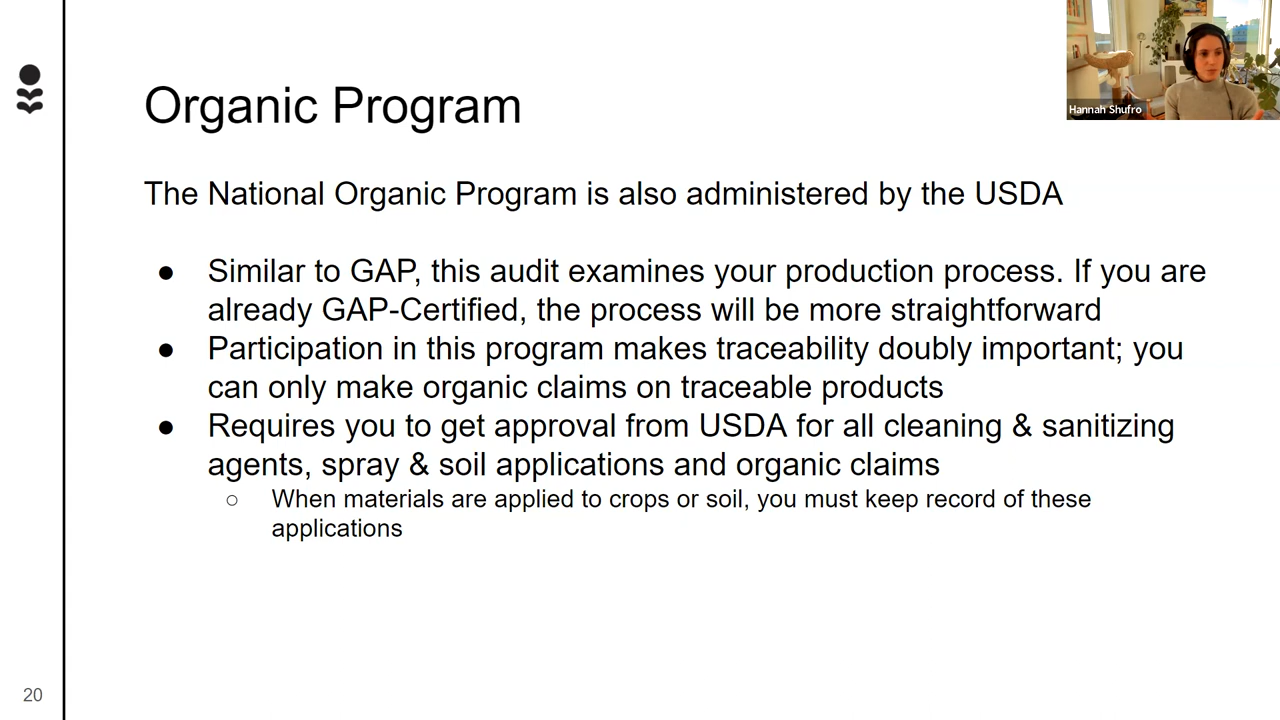 Organic Program
Hannah Shufro
The National Organic Program is also administered by the USDA
● Similar to GAP, this audit examines your production process. If you are
already GAP-Certified, the process will be more straightforward
● Participation in this program makes traceability doubly important; you
can only make organic claims on traceable products
● Requires you to get approval from USDA for all cleaning & sanitizing
agents, spray & soil applications and organic claims
○ When materials are applied to crops or soil, you must keep record of these
applications
20